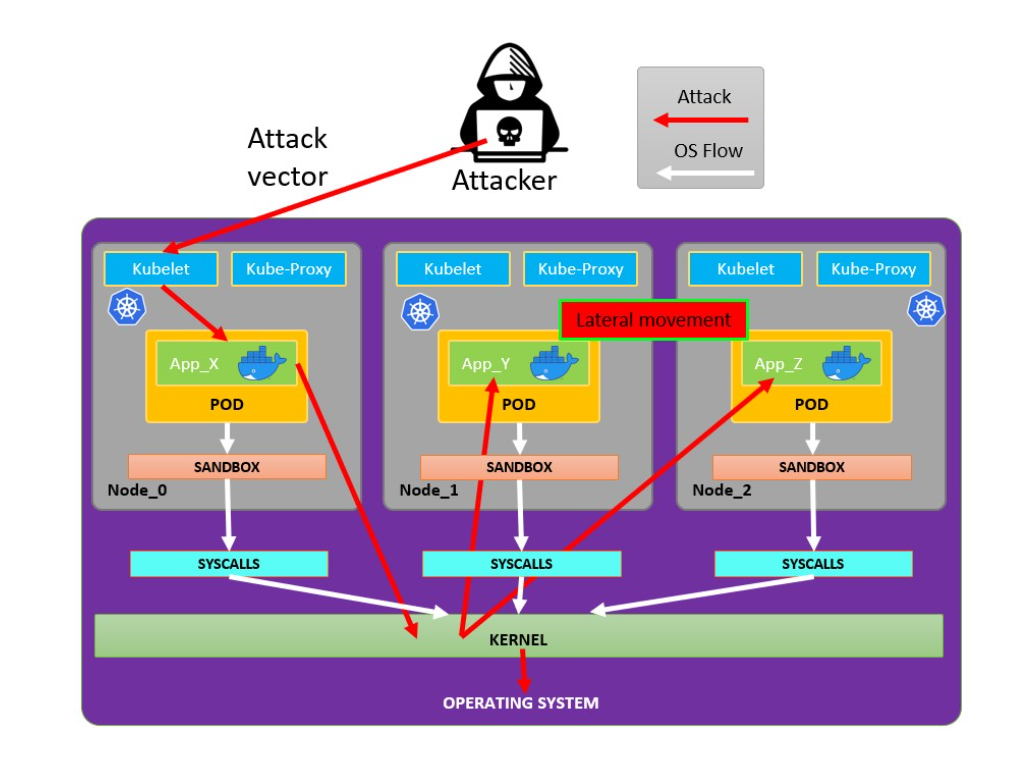 Attack
OS Flow
Attack
vector
Attacker
Kubelet
Kube-Proxy
Kubelet
Kube-Proxy
Kubelet
Kube-Proxy
Lateral movement
App_X
POD
App_Y
POD
App_Z
POD
SANDBOX
SANDBOX
SANDBOX
Node_0
Node_1
Node_2
SYSCALLS
SYSCALLS
SYSCALLS
KERNEL
OPERATING SYSTEM